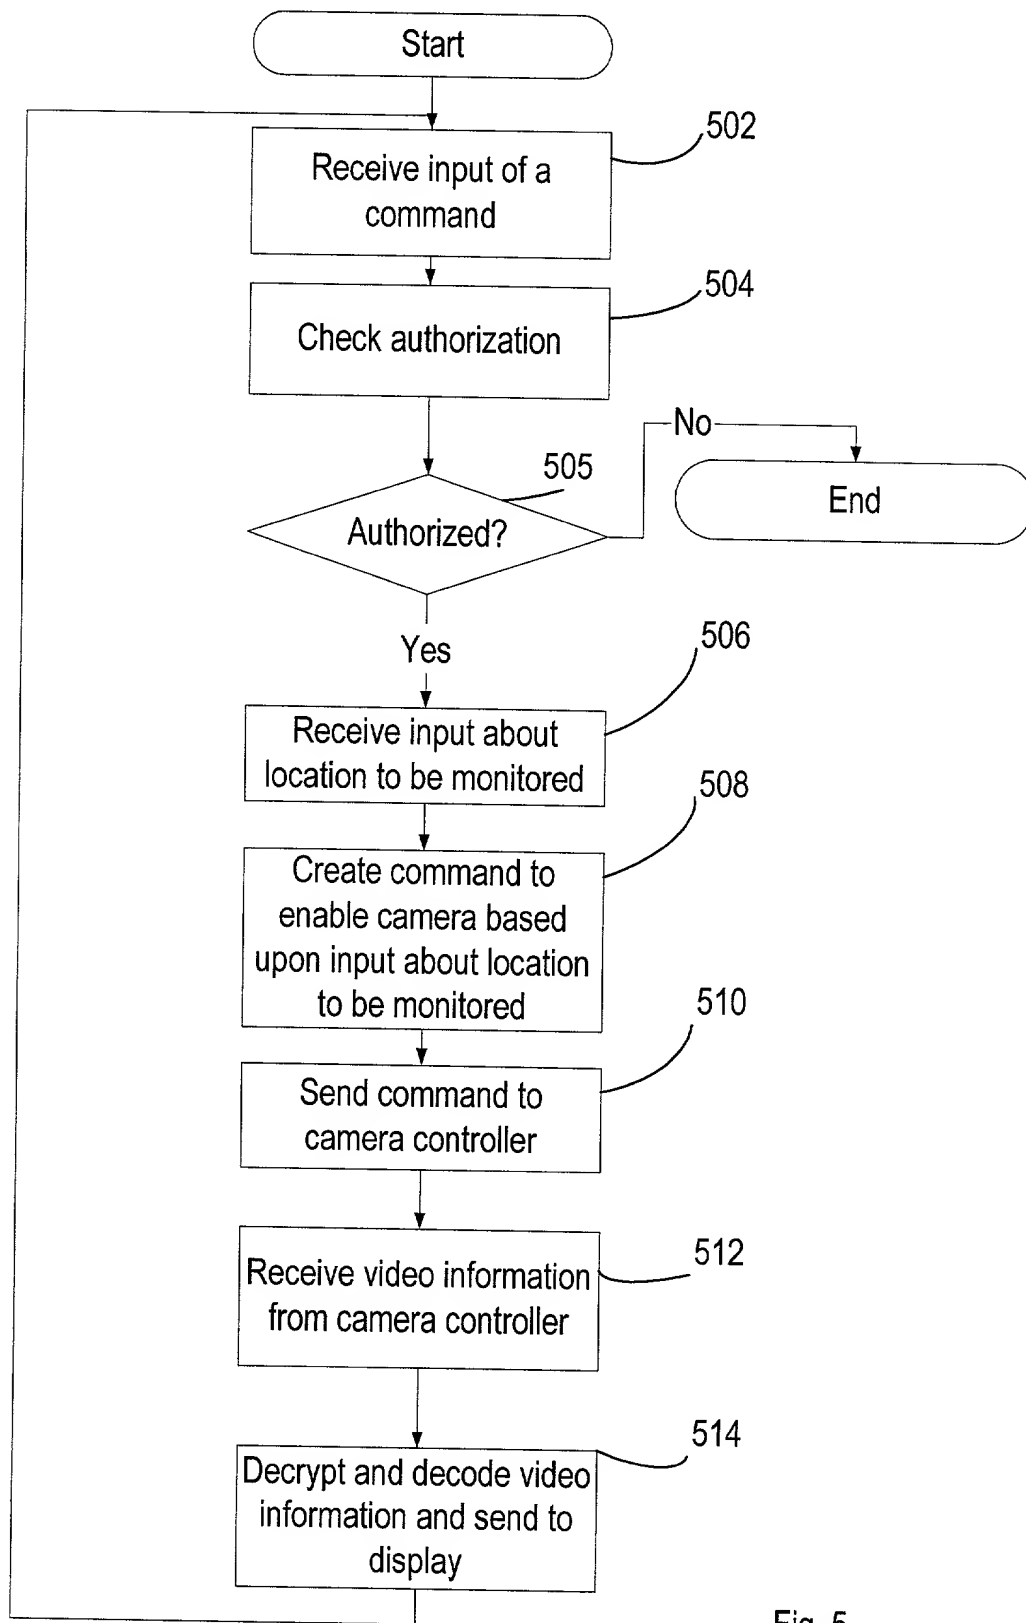 Start
502
Receive input of a
command
504
Check authorization
No
505
End
Authorized?
Yes
506
Receive input about
location to be monitored
508
Create command to
enable camera based
upon input about location
to be monitored
510
Send command to
camera controller
512
Receive video information
from camera controller
514
Decrypt and decode video
information and send to
display
Fig. 5